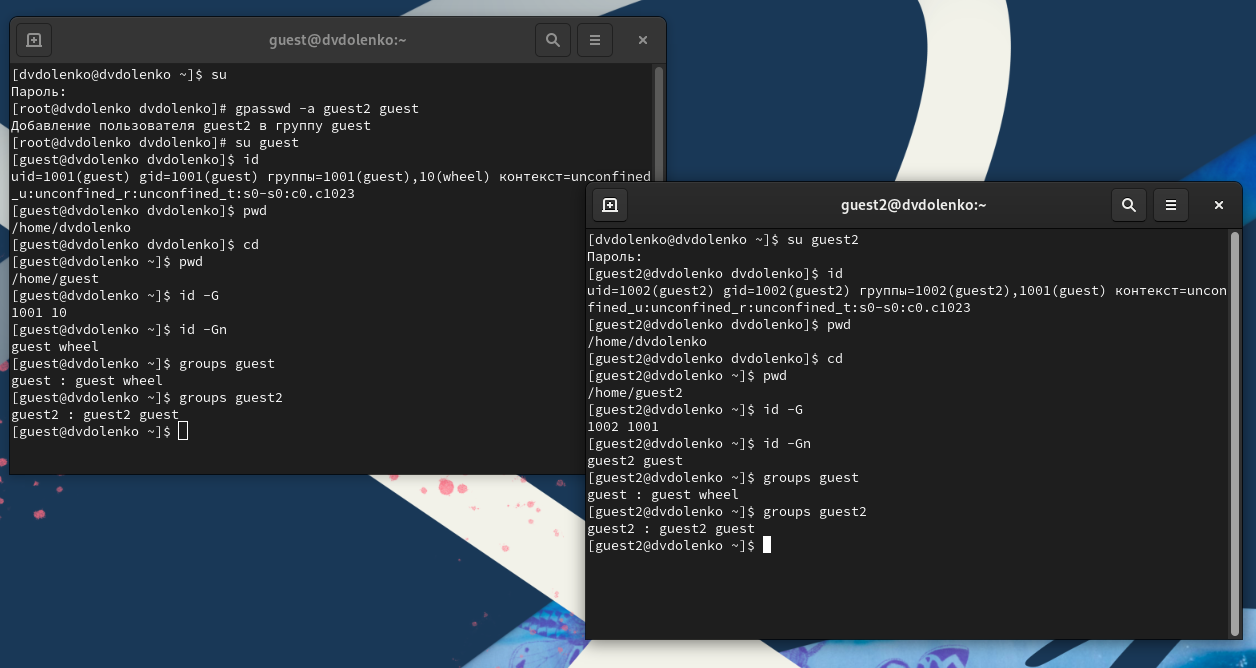 guest@dvdolenko:~
[dvdolenko@dvdolenko ~]$ su
Пароль:
[root@dvdolenko dvdolenko]# gpasswd -a guest2 guest
Добавление пользователя guest2 в группу guest
[root@dvdolenko dvdolenko]# su guest
[guest@dvdolenko dvdolenko]$ id
uid=1001(guest) gid=1001(guest) группы=1001(guest),10(wheel) контекст=unconfined
_u:unconfined_r:unconfined_t:s0-s0:c0.c1023
[guest@dvdolenko dvdolenko]$ pwd
/home/dvdolenko
[guest@dvdolenko dvdolenko]$ cd
[guest@dvdolenko ~]$ pwd
/home/guest
[guest@dvdolenko ~]$ id -G
1001 10
[guest@dvdolenko ~]$ id -Gn
guest wheel
[guest@dvdolenko ~]$ groups guest
guest : guest wheel
[guest@dvdolenko ~]$ groups guest2
guest2 : guest2 guest
[guest@dvdolenko ~]$
guest2@dvdolenko:~
[dvdolenko@dvdolenko ~]$ su guest2
Пароль:
[guest2@dvdolenko dvdolenko]$ id
uid=1002(guest2) gid=1002(guest2) группы=1002(guest2),1001(guest) контекст=uncon
fined_u:unconfined_r:unconfined_t:s0-s0:c0.c1023
[guest2@dvdolenko dvdolenko]$ pwd
/home/dvdolenko
[guest2@dvdolenko dvdolenko]$ cd
[guest2@dvdolenko ~]$ pwd
/home/guest2
[guest2@dvdolenko ~]$ id -G
1002 1001
[guest2@dvdolenko ~]$ id -Gn
guest2 guest
[guest2@dvdolenko ~]$ groups guest
guest : guest wheel
[guest2@dvdolenko ~]$ groups guest2
guest2 : guest2 guest
[guest2@dvdolenko ~]$